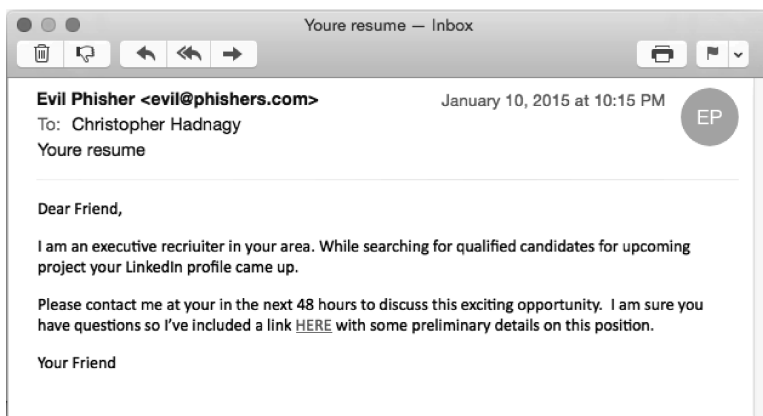 Youre resume — Inbox
Evil Phisher <evil@phishers.com>
January 10, 2015 at 10:15 PM
EP
To: Christopher Hadnagy
Youre resume
Dear Friend,
I am an executive recriuiter in your area. While searching for qualified candidates for upcoming
project your LinkedIn profile came up.
Please contact me at your in the next 48 hours to discuss this exciting opportunity. I am sure you
have questions so I've included a link HERE with some preliminary details on this position.
Your Friend